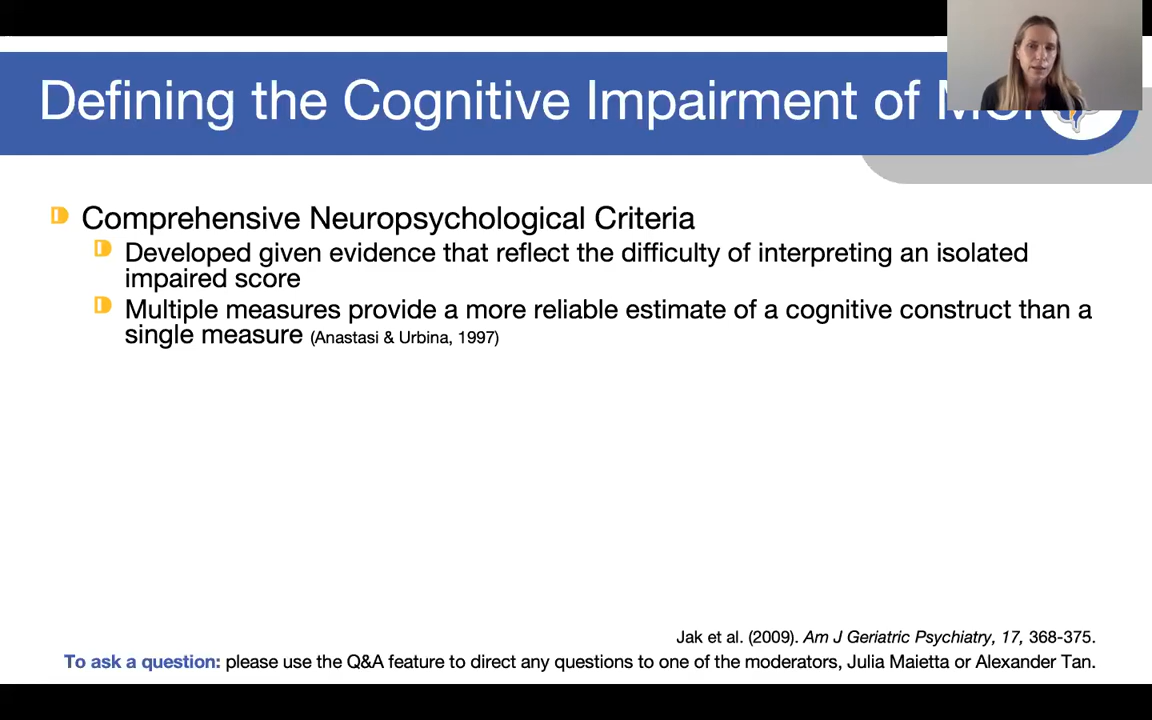 Defining the Cognitive Impairment of
Comprehensive Neuropsychological Criteria
Developed given evidence that reflect the difficulty of interpreting an isolated
impaired score
Multiple measures provide a more reliable estimate of a cognitive construct than a
single measure (Anastasi & Urbina, 1997)
Jak et al. (2009). Am J Geriatric Psychiatry, 17, 368-375.
To ask a question: please use the Q&A feature to direct any questions to one of the moderators, Julia Maietta or Alexander Tan.